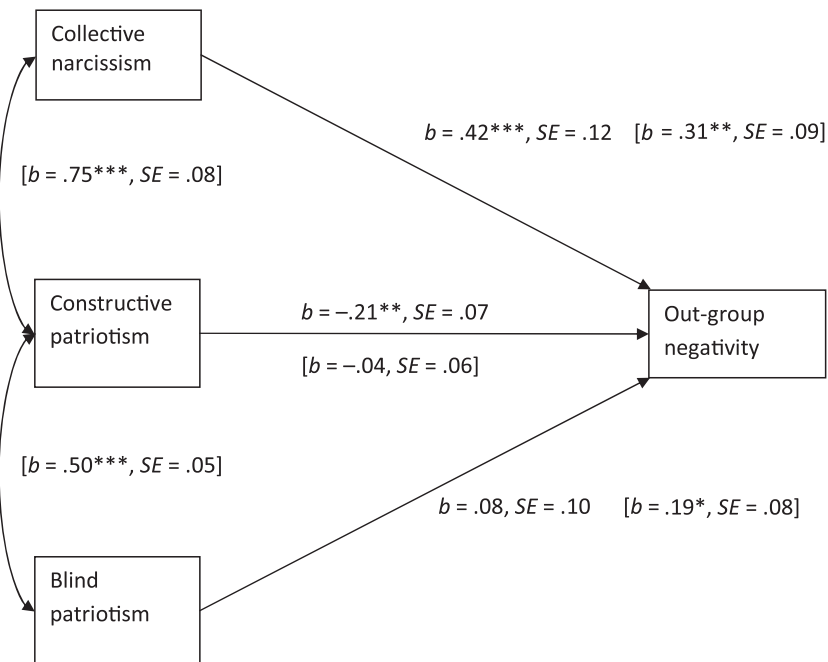 Collective
narcissism
b = .42***, SE = .12 [b = .31**, SE = .09]
[b = .75***, SE = .08]
Constructive
patriotism
b = –.21**, SE = .07
[b = –.04, SE = .06]
Out-group
negativity
[b = .50***, SE = .05]
b = .08, SE = .10 [b = .19*, SE = .08]
Blind
patriotism